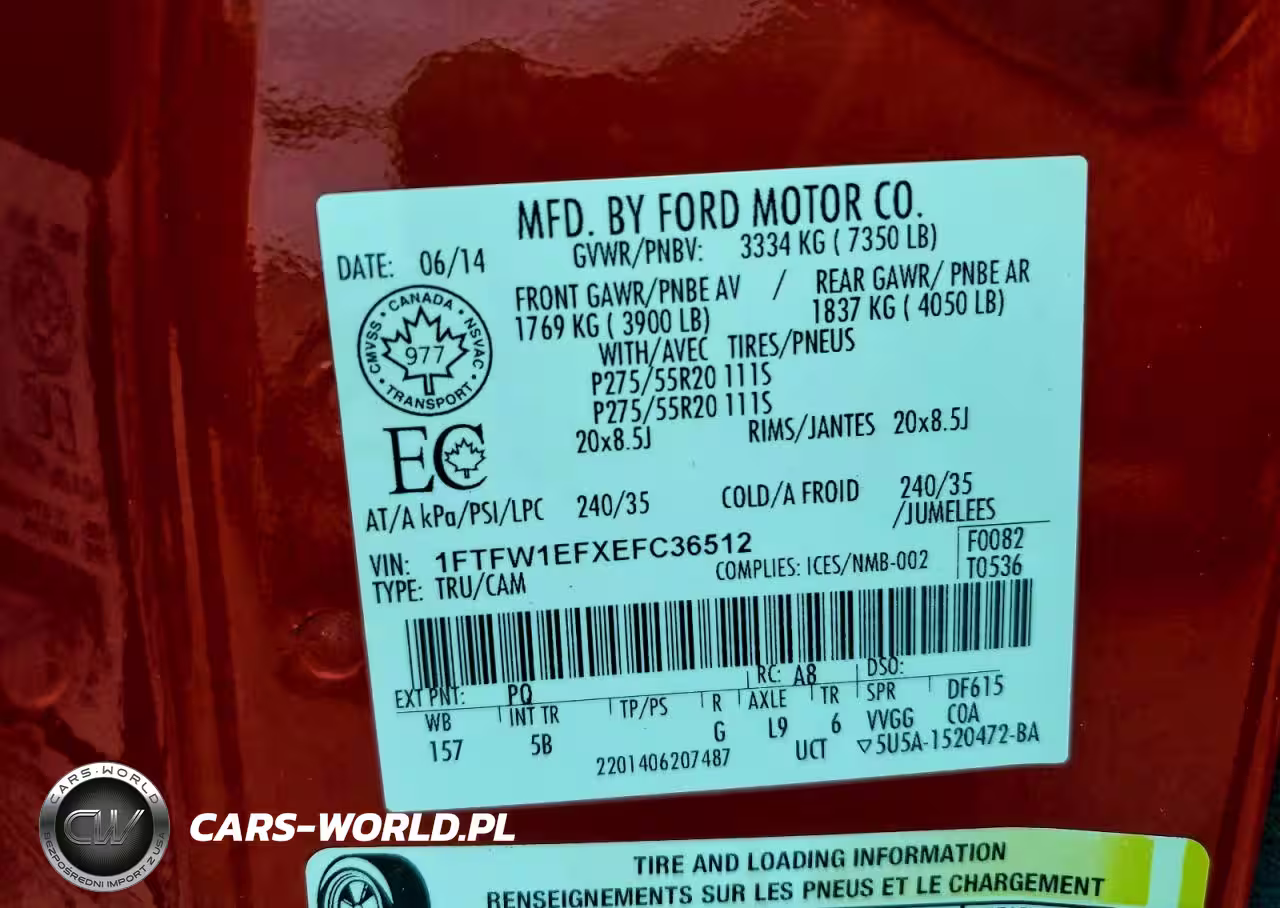 MFD. BY FORD MOTOR CO.
DATE: 06/14 GVWR/PNBV: 3334 KG ( 7350 LB)
FRONT GAWR/PNBE AV / REAR GAWR/ PNBE AR
1769 KG ( 3900 LB) 1837 KG ( 4050 LB)
WITH/AVEC TIRES/PNEUS
P275/55R20 111S
P275/55R20 111S
20x8.5J RIMS/JANTES 20x8.5J
CANADA
CMVSS NSVAC
977
TRANSPORT
EC
AT/A kPa/PSI/LPC 240/35 COLD/A FROID 240/35
/JUMELEES
VIN: 1FTFW1EFXEFC36512 F0082
TYPE: TRU/CAM COMPLIES: ICES/NMB-002 T0536
EXT PNT: PQ RC: A8 DSO:
WB INT TR TP/PS R AXLE TR SPR DF615
157 5B G L9 6 VVGG COA
2201406207487 UCT ▽5U5A-1520472-BA
CARS-WORLD
CW
BEZPOŚREDNI IMPORT Z USA
CARS-WORLD.PL
TIRE AND LOADING INFORMATION
RENSEIGNEMENTS SUR LES PNEUS ET LE CHARGEMENT